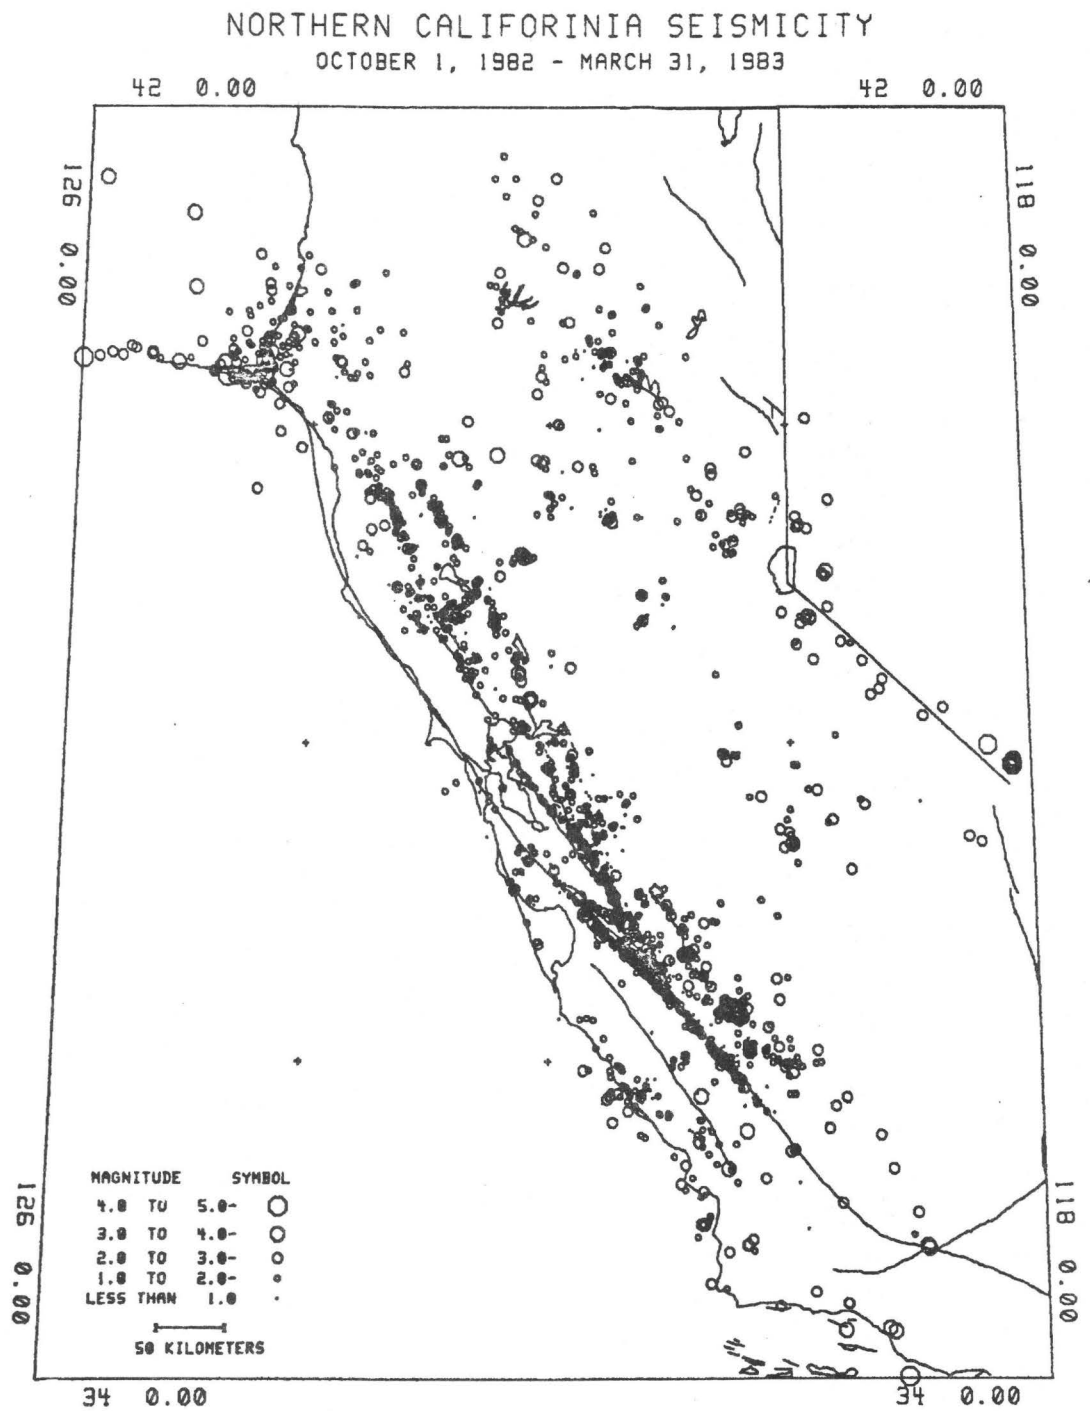 NORTHERN CALIFORINIA SEISMICITY
OCTOBER 1, 1982 - MARCH 31, 1983
42 0.00 42 0.00
126 0.00
118 0.00
MAGNITUDE SYMBOL
4.0 TO 5.0-
3.0 TO 4.0-
2.0 TO 3.0-
1.0 TO 2.0-
LESS THAN 1.0
50 KILOMETERS
126 0.00
118 0.00
34 0.00 34 0.00